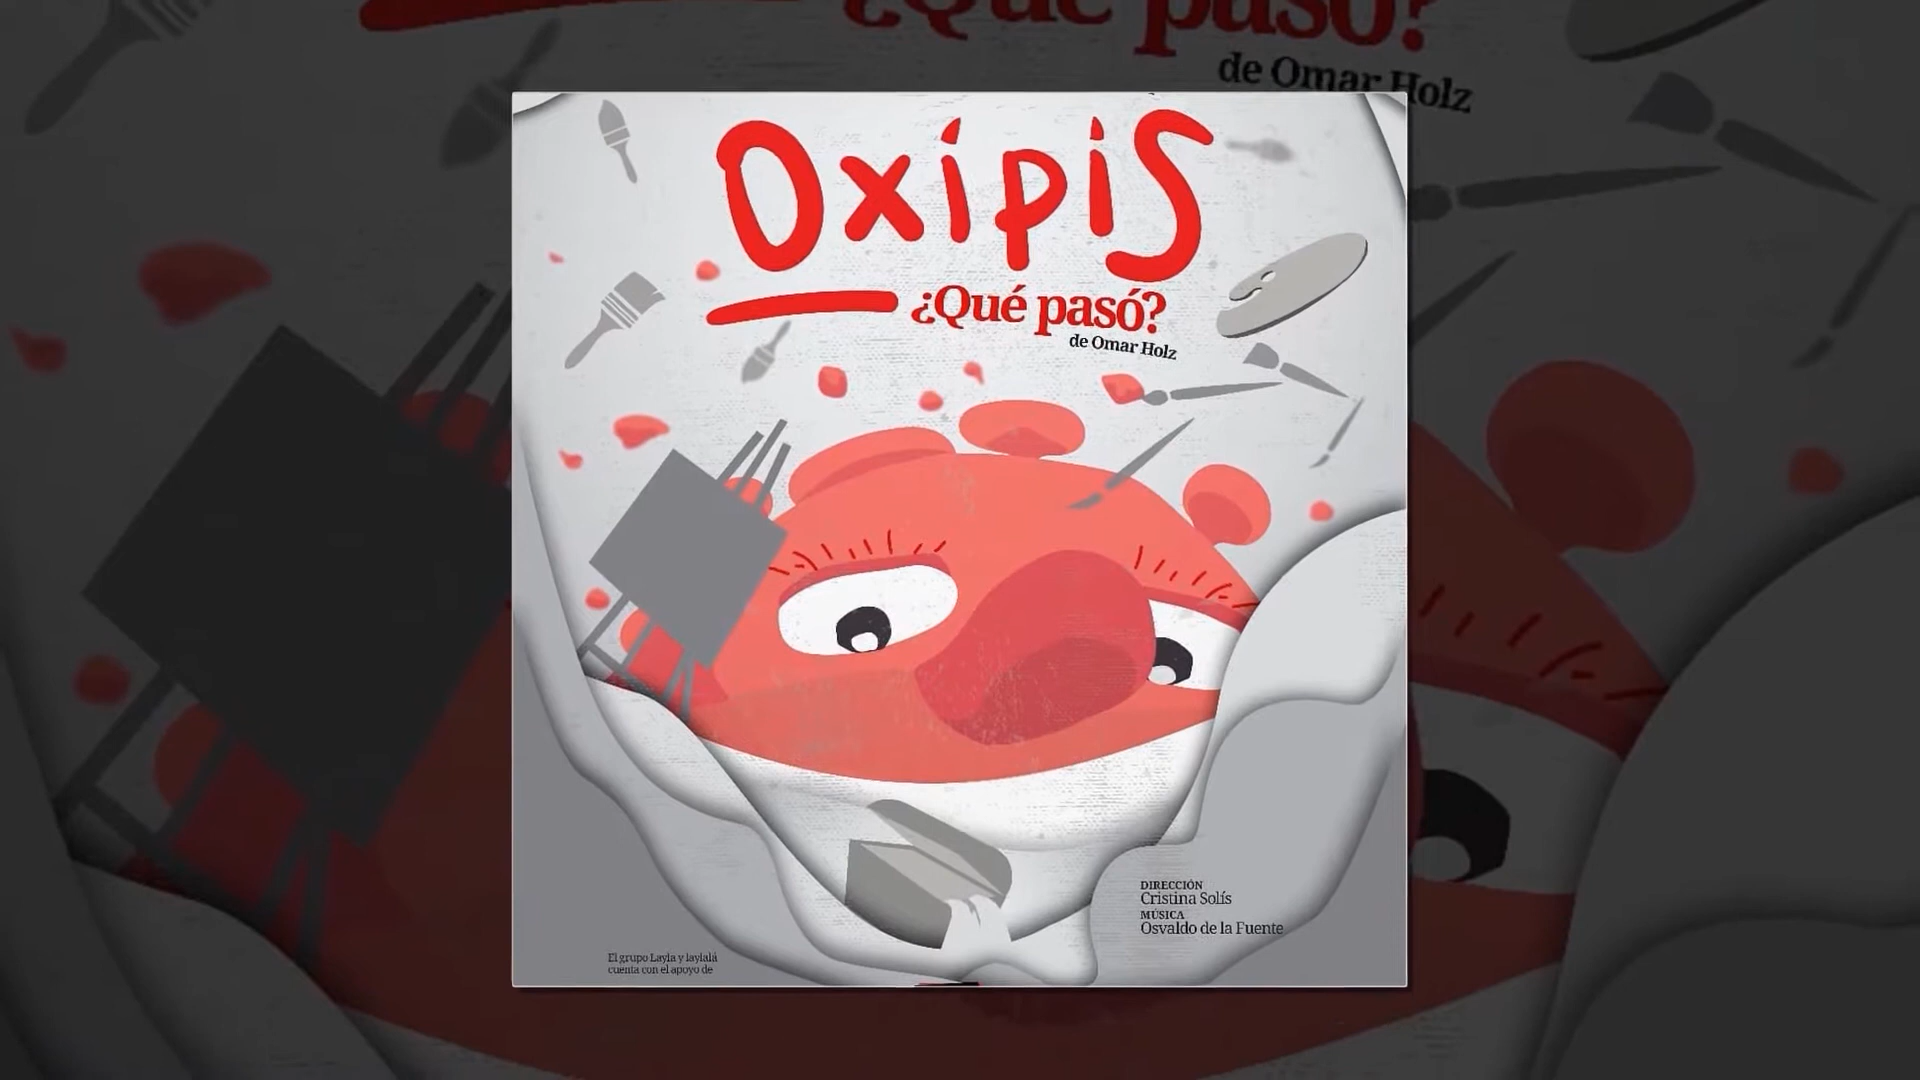 ¿Qué pasó?
de Omar Holz
Oxipis
¿Qué pasó?
de Omar Holz
DIRECCIÓN
Cristina Solís
MÚSICA
Osvaldo de la Fuente
El grupo Layla y laylalá
cuenta con el apoyo de